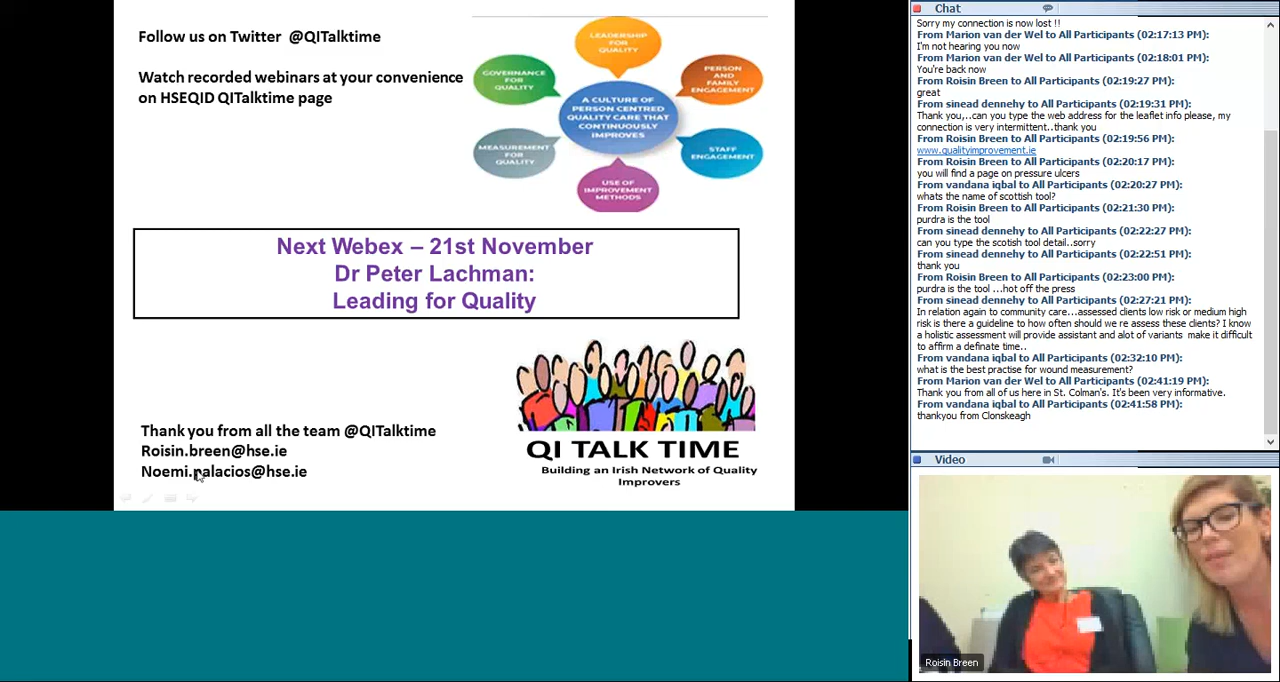 Follow us on Twitter @QITalktime
Watch recorded webinars at your convenience
on HSEQID QITalktime page
LEADERSHIP
FOR
QUALITY
GOVERNANCE
FOR
QUALITY
PERSON
AND
FAMILY
ENGAGEMENT
A CULTURE OF
PERSON CENTRED
QUALITY CARE THAT
CONTINUOUSLY
IMPROVES
MEASUREMENT
FOR
QUALITY
STAFF
ENGAGEMENT
USE OF
IMPROVEMENT
METHODS
Next Webex – 21st November
Dr Peter Lachman:
Leading for Quality
Thank you from all the team @QITalktime
Roisin.breen@hse.ie
Noemi.palacios@hse.ie
QI TALK TIME
Building an Irish Network of Quality
Improvers
Chat
Sorry my connection is now lost !!
From Marion van der Wel to All Participants (02:17:13 PM):
I'm not hearing you now
From Marion van der Wel to All Participants (02:18:01 PM):
You're back now
From Roisin Breen to All Participants (02:19:27 PM):
great
From sinead dennehy to All Participants (02:19:31 PM):
Thank you,..can you type the web address for the leaflet info please, my
connection is very intermittent..thank you
From Roisin Breen to All Participants (02:19:56 PM):
www.qualityimprovement.ie
From Roisin Breen to All Participants (02:20:17 PM):
you will find a page on pressure ulcers
From vandana iqbal to All Participants (02:20:27 PM):
whats the name of scottish tool?
From Roisin Breen to All Participants (02:21:30 PM):
purdra is the tool
From sinead dennehy to All Participants (02:22:27 PM):
can you type the scotish tool detail..sorry
From sinead dennehy to All Participants (02:22:51 PM):
thank you
From Roisin Breen to All Participants (02:23:00 PM):
purdra is the tool ...hot off the press
From sinead dennehy to All Participants (02:27:21 PM):
In relation again to community care...assessed clients low risk or medium high
risk is there a guideline to how often should we re assess these clients? I know
a holistic assessment will provide assistant and alot of variants make it difficult
to affirm a definate time..
From vandana iqbal to All Participants (02:32:10 PM):
what is the best practise for wound measurement?
From Marion van der Wel to All Participants (02:41:19 PM):
Thank you from all of us here in St. Colman's. It's been very informative.
From vandana iqbal to All Participants (02:41:58 PM):
thankyou from Clonskeagh
Video
Roisin Breen